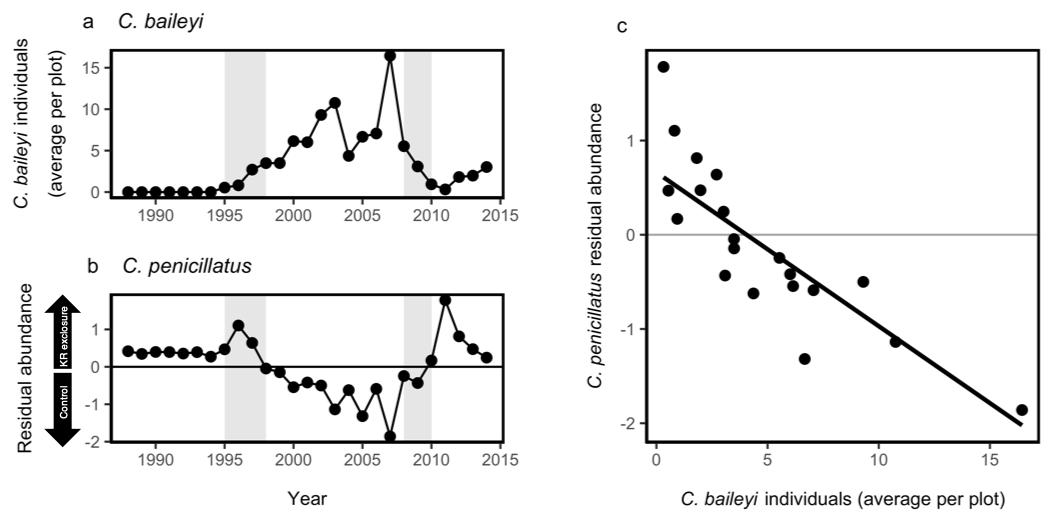 a C. baileyi
C. baileyi individuals
(average per plot)
15
10
5
0
1990 1995 2000 2005 2010 2015
b C. penicillatus
Residual abundance
KR exclosure
Control
1
0
-1
-2
1990 1995 2000 2005 2010 2015
Year
c
C. penicillatus residual abundance
1
0
-1
-2
0 5 10 15
C. baileyi individuals (average per plot)